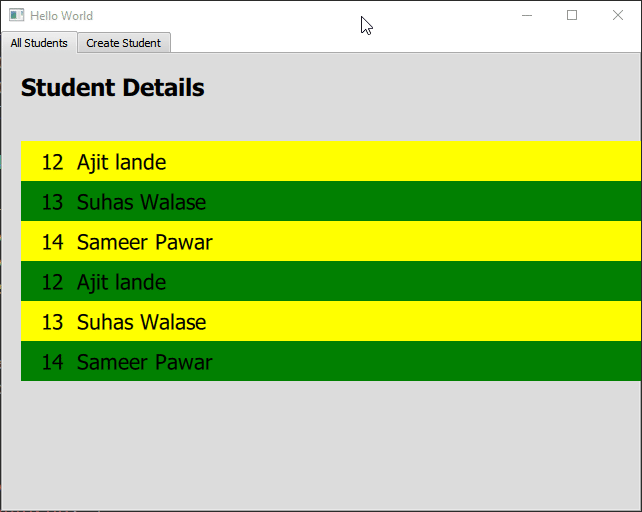 Hello World
All Students Create Student
Student Details
12 Ajit lande
13 Suhas Walase
14 Sameer Pawar
12 Ajit lande
13 Suhas Walase
14 Sameer Pawar